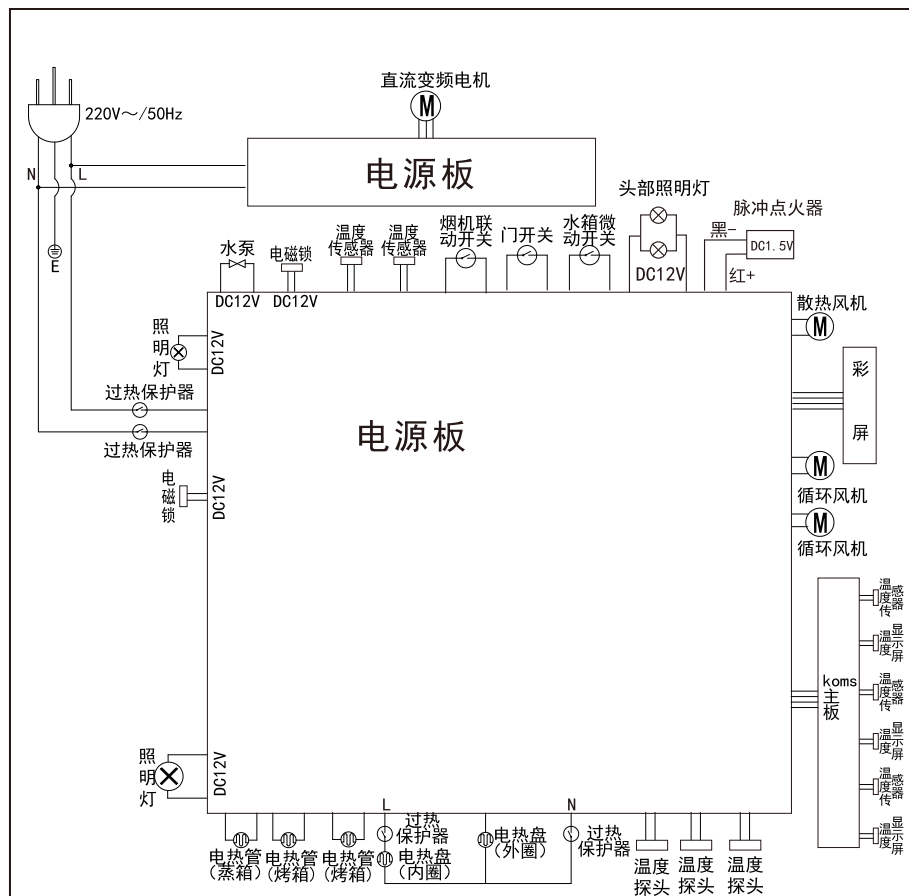 直流变频电机
M
220V～/50Hz
N
L
电源板
E
水泵
DC12V
电磁锁
DC12V
温度
传感器
温度
传感器
烟机联
动开关
门开关
水箱微
动开关
头部照明灯
DC12V
脉冲点火器
黑-
DC1.5V
红+
照明灯
DC12V
散热风机
M
彩屏
过热保护器
过热保护器
电源板
电磁锁
DC12V
M
循环风机
M
循环风机
koms
主
板
温度传感器
温度显示屏
温度传感器
温度显示屏
温度传感器
温度显示屏
照明灯
DC12V
L
N
电热管
(蒸箱)
电热管
(烤箱)
电热管
(烤箱)
过热
保护器
电热盘
(内圈)
电热盘
(外圈)
过热
保护器
温度
探头
温度
探头
温度
探头